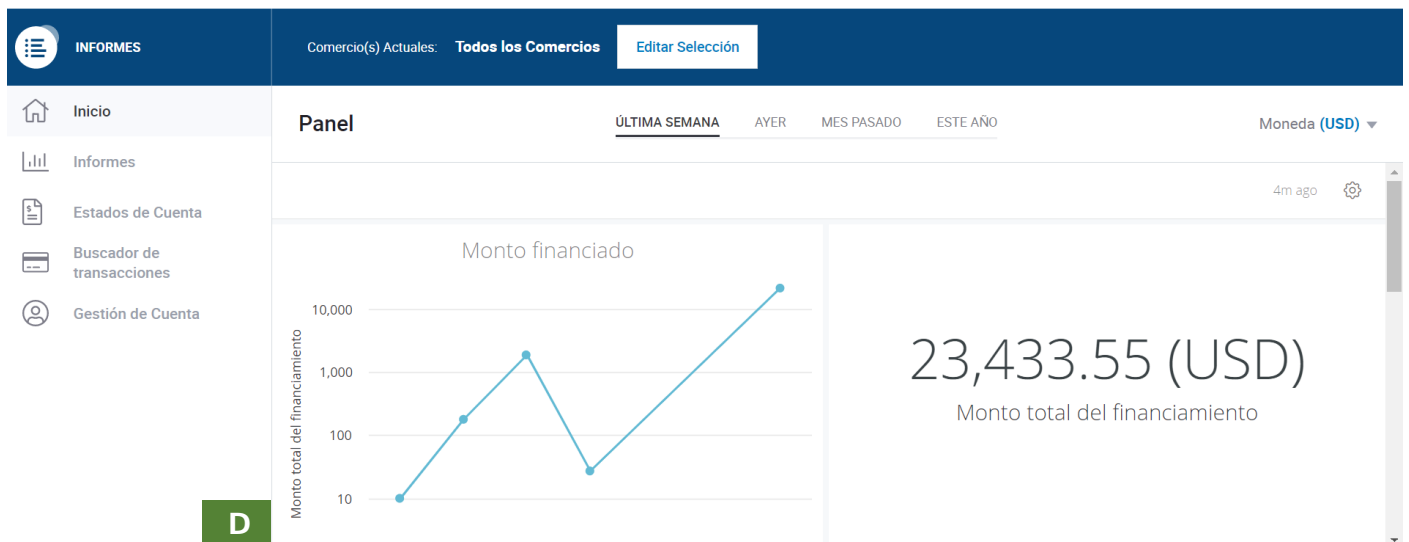 INFORMES
Comercio(s) Actuales: Todos los Comercios
Editar Selección
Inicio
Informes
Estados de Cuenta
Buscador de
transacciones
Gestión de Cuenta
D
Panel
ÚLTIMA SEMANA
AYER
MES PASADO
ESTE AÑO
Moneda (USD)
4m ago
Monto financiado
Monto total del financiamiento
10,000
1,000
100
10
23,433.55 (USD)
Monto total del financiamiento